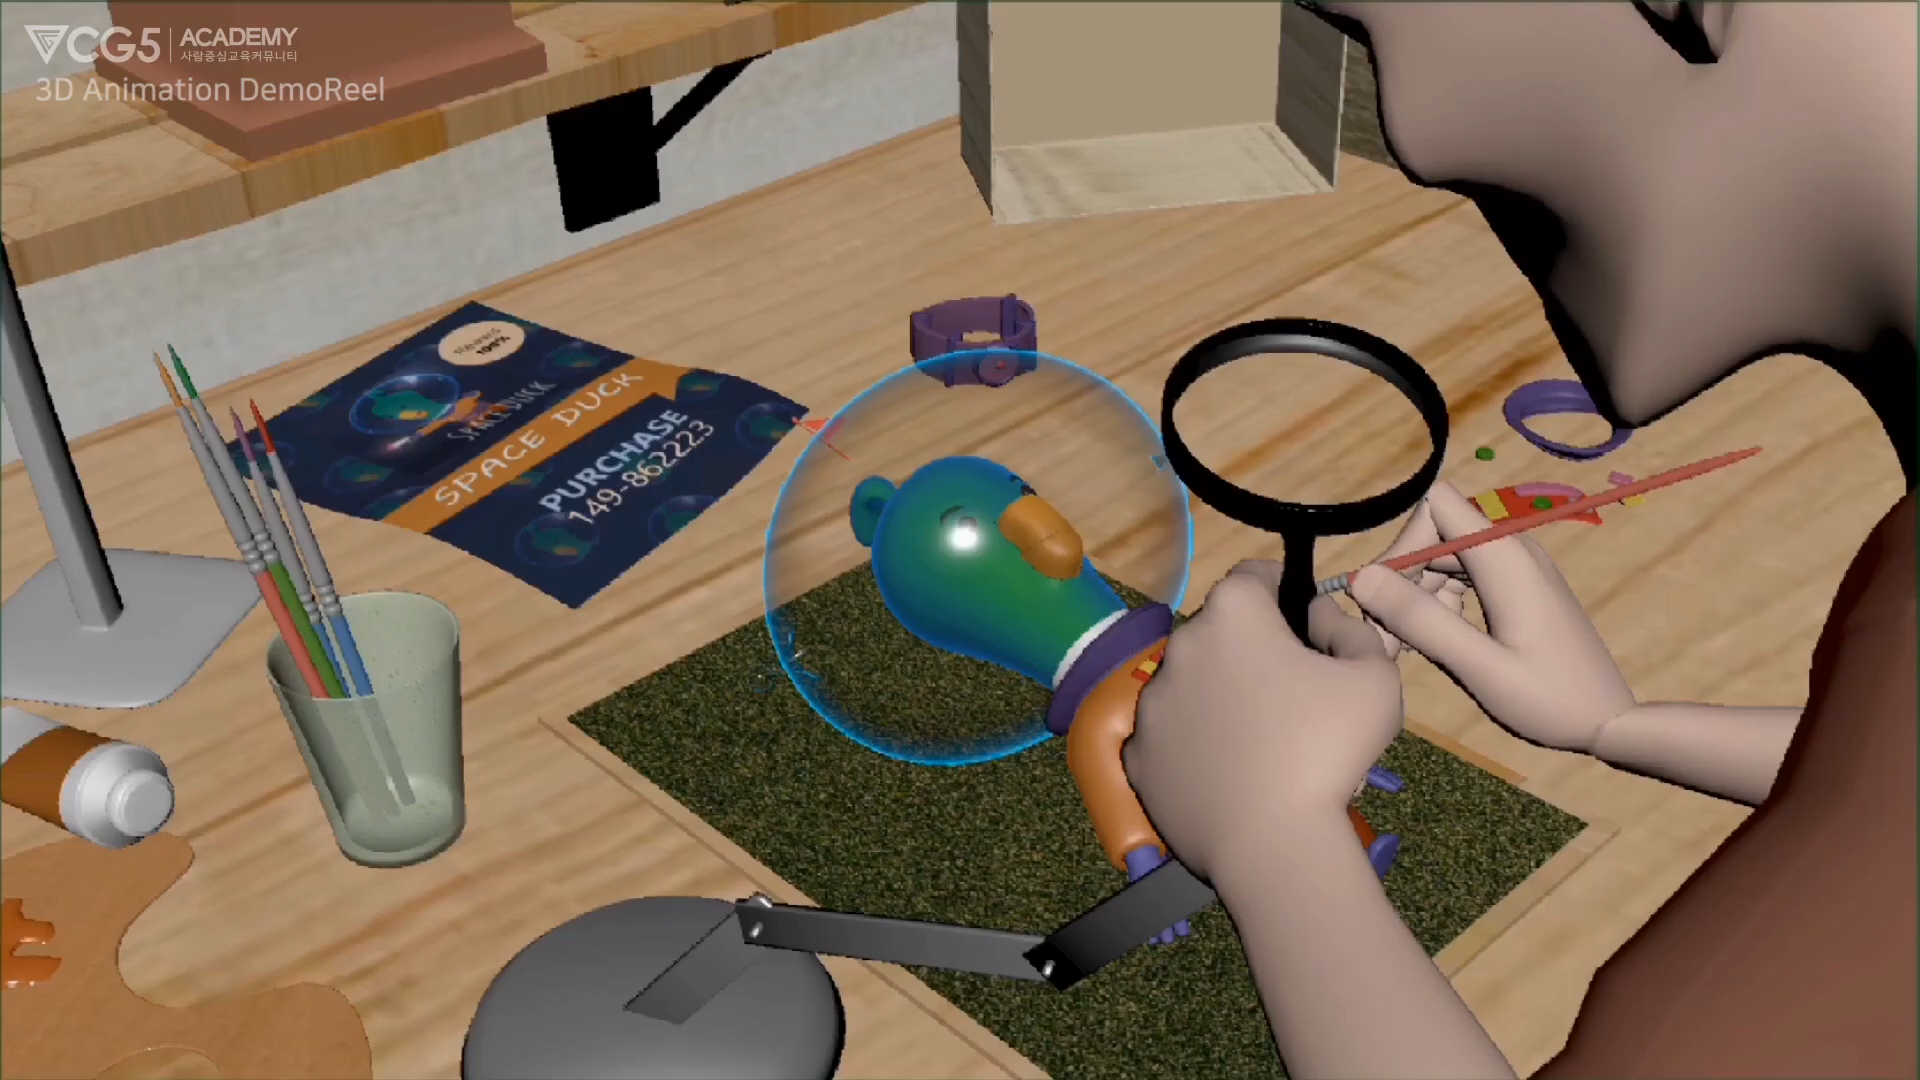 CG5 ACADEMY
사람중심교육커뮤니티
3D Animation DemoReel
100%
SPACE DUCK
SPACE DUCK
PURCHASE
149-862223